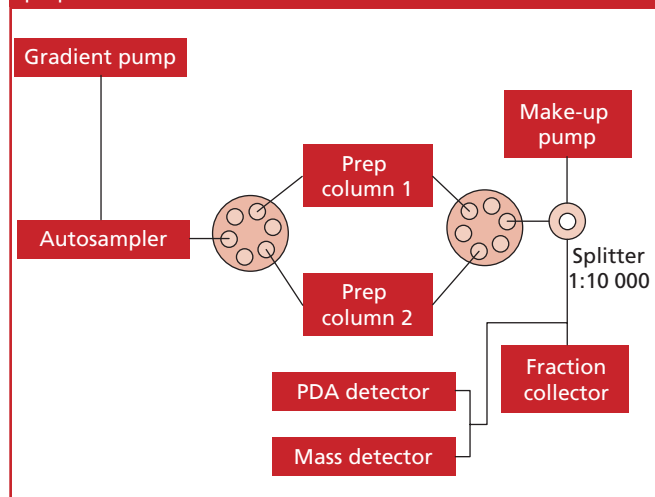 Gradient pump
Make-up
pump
Prep
column 1
Autosampler
Splitter
1:10 000
Prep
column 2
Fraction
collector
PDA detector
Mass detector